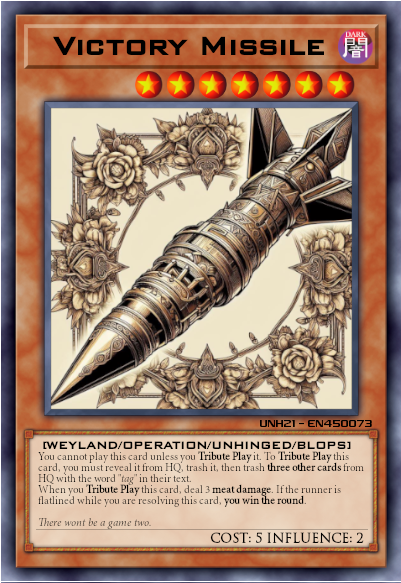 VICTORY MISSILE
DARK
闇
UNH21 - EN450073
[WEYLAND/OPERATION/UNHINGED/BLOPS]
You cannot play this card unless you Tribute Play it. To Tribute Play this
card, you must reveal it from HQ, trash it, then trash three other cards from
HQ with the word "tag" in their text.
When you Tribute Play this card, deal 3 meat damage. If the runner is
flatlined while you are resolving this card, you win the round.
There wont be a game two.
COST: 5 INFLUENCE: 2